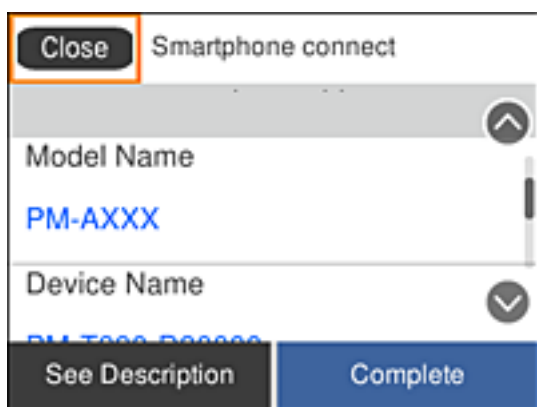 Close Smartphone connect
Model Name
PM-AXXX
Device Name
See Description Complete